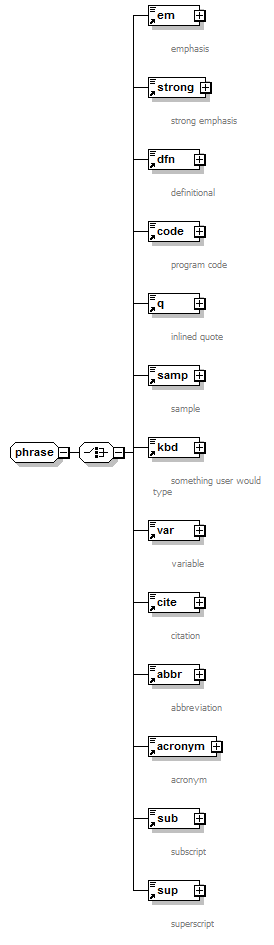 em
emphasis
strong
strong emphasis
dfn
definitional
code
program code
q
inlined quote
samp
sample
phrase
kbd
something user would
type
var
variable
cite
citation
abbr
abbreviation
acronym
acronym
sub
subscript
sup
superscript